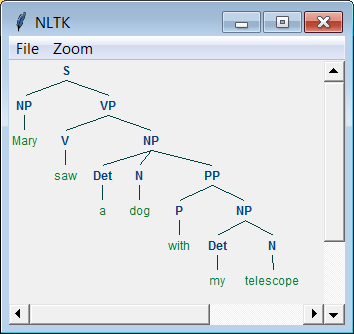 NLTK
File Zoom
S
NP VP
Mary V NP
saw Det N PP
a dog P NP
with Det N
my telescope